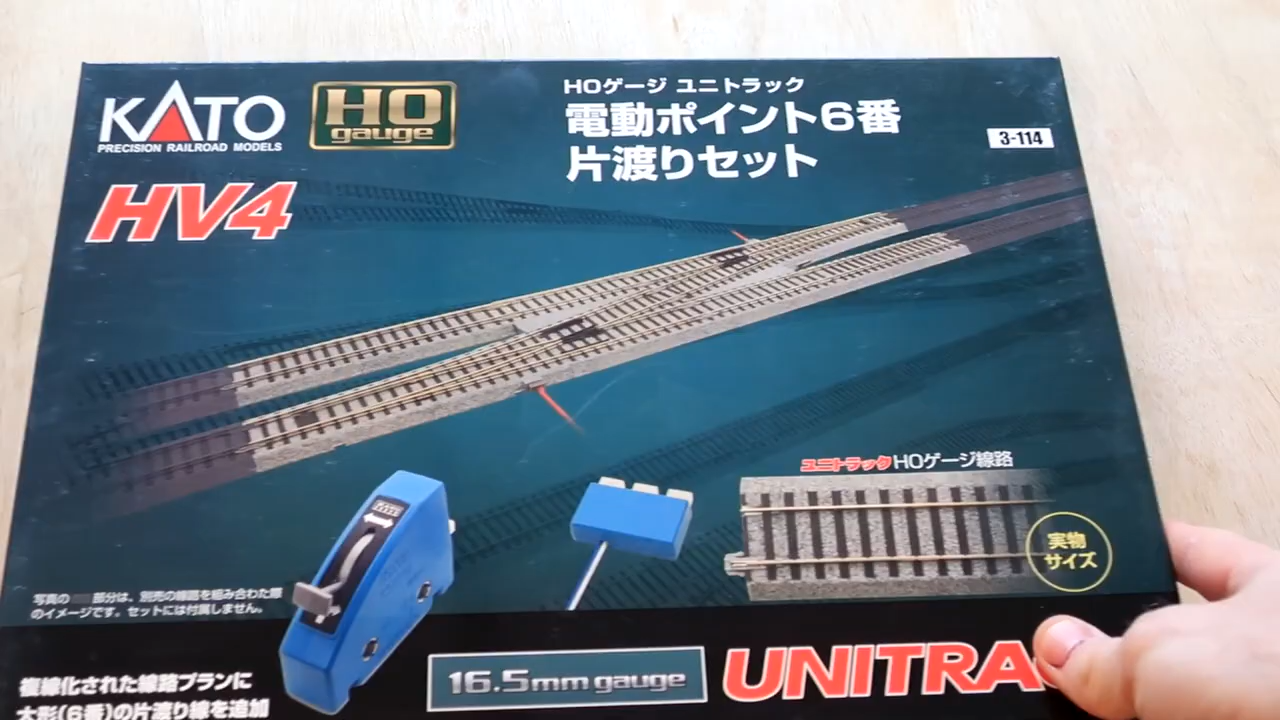 KATO
PRECISION RAILROAD MODELS
HO
gauge
HOゲージ ユニトラック
電動ポイント6番
片渡りセット
3-114
HV4
ユニトラックHOゲージ線路
実物
サイズ
写真の 部分は、別売の線路を組み合わた際
のイメージです。セットには付属しません。
複線化された線路プランに
大形(6番)の片渡り線を追加
16.5mm gauge
UNITRA